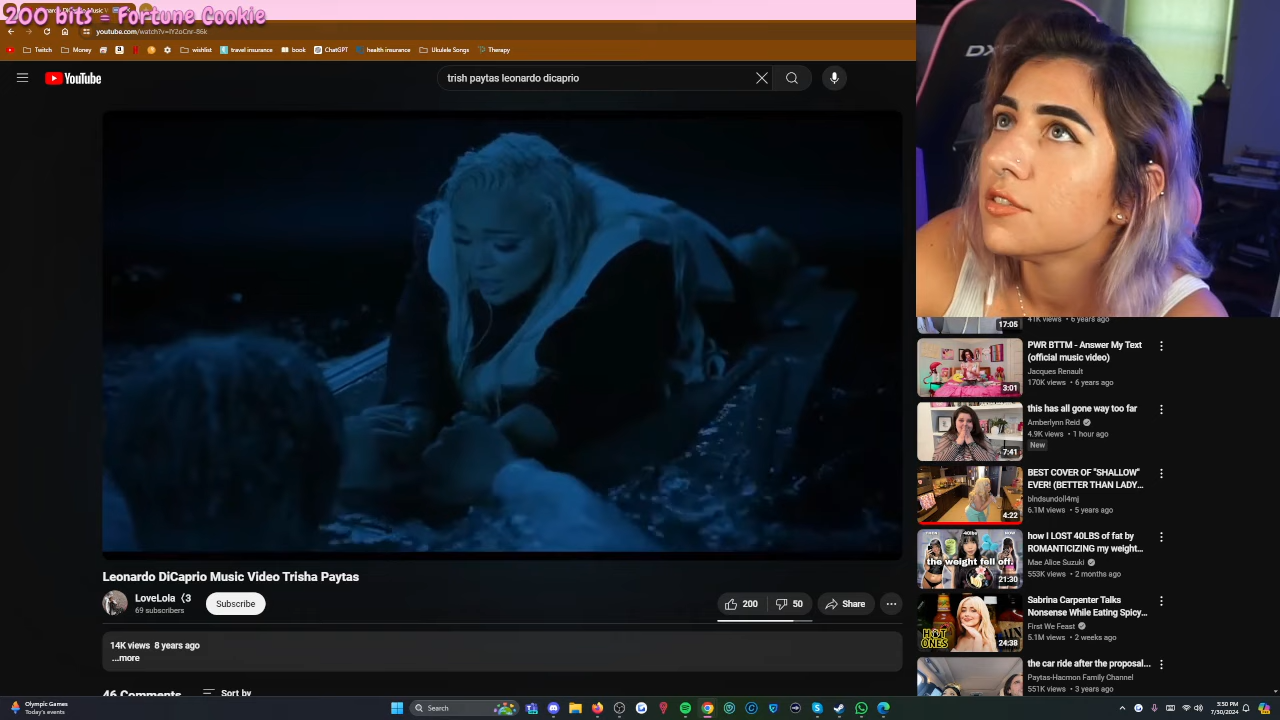 200 bits = Fortune Cookie
youtube.com/watch?v=IY2oCnr-86k
Twitch
Money
wishlist
travel insurance
book
ChatGPT
health insurance
Ukulele Songs
Therapy
YouTube
trish paytas leonardo dicaprio
17:05
41K views • 6 years ago
PWR BTTM - Answer My Text
(official music video)
Jacques Renault
170K views • 6 years ago
3:01
this has all gone way too far
Amberlynn Reid
4.9K views • 1 hour ago
New
7:41
BEST COVER OF "SHALLOW"
EVER! (BETTER THAN LADY...
blndsundoll4mj
6.1M views • 5 years ago
4:22
how I LOST 40LBS of fat by
ROMANTICIZING my weight...
Mae Alice Suzuki
553K views • 2 months ago
the weight fell off.
21:30
Sabrina Carpenter Talks
Nonsense While Eating Spicy...
First We Feast
5.1M views • 2 weeks ago
HOT
ONES
24:38
the car ride after the proposal...
Paytas-Hacmon Family Channel
551K views • 3 years ago
Leonardo DiCaprio Music Video Trisha Paytas
LoveLola {3
69 subscribers
Subscribe
200
50
Share
14K views 8 years ago
...more
46 Comments
Sort by
Olympic Games
Today's events
Search
3:50 PM
7/30/2024